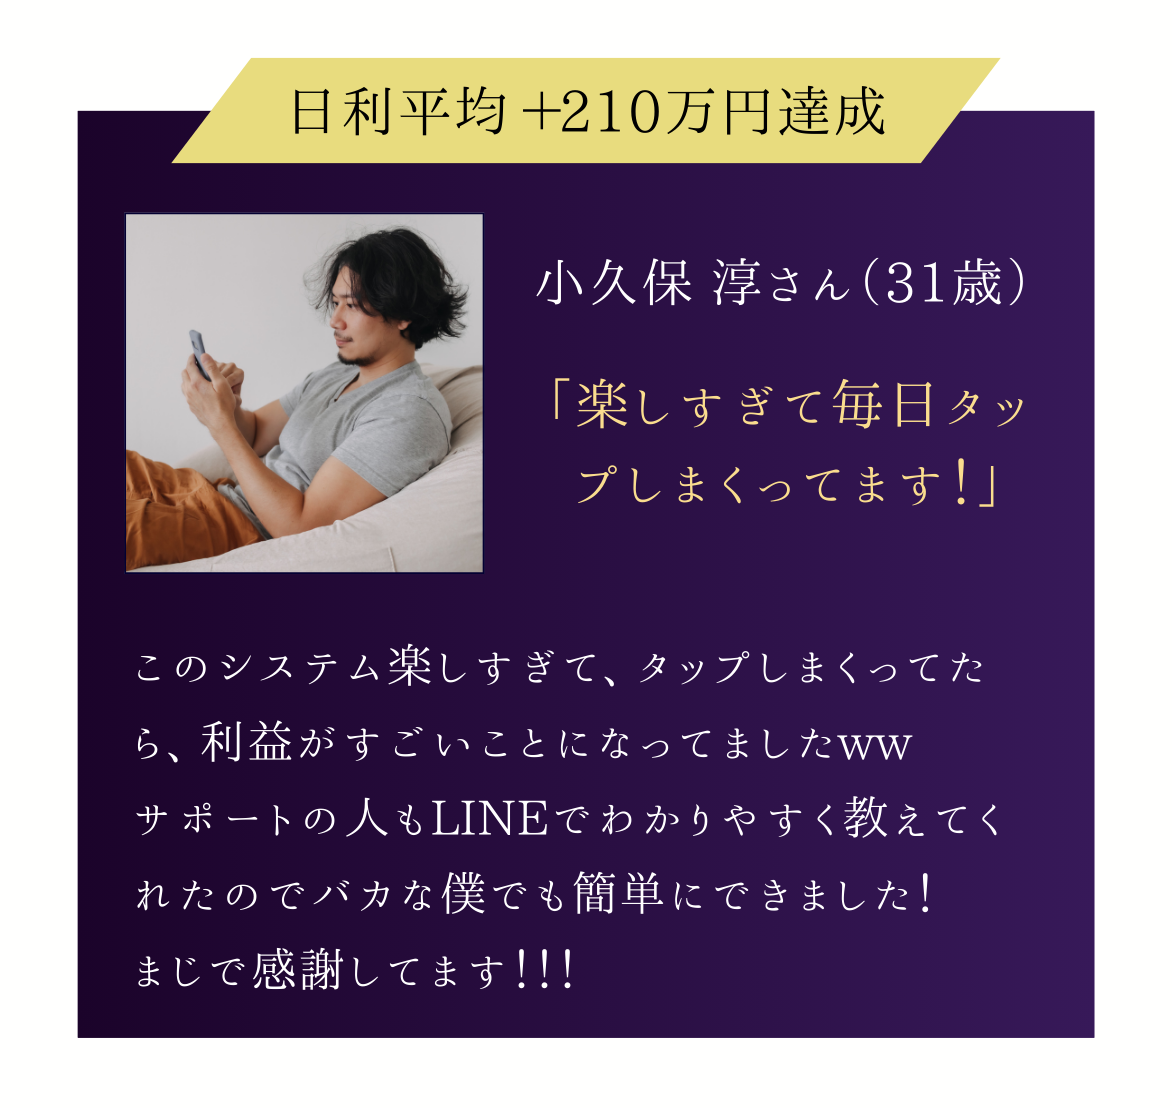 日利平均+210万円達成
小久保 淳さん(31歳)
「楽しすぎて毎日タッ
プしまくってます!」
このシステム楽しすぎて、タップしまくってた
ら、利益がすごいことになってましたww
サポートの人もLINEでわかりやすく教えてく
れたのでバカな僕でも簡単にできました!
まじで感謝してます!!!